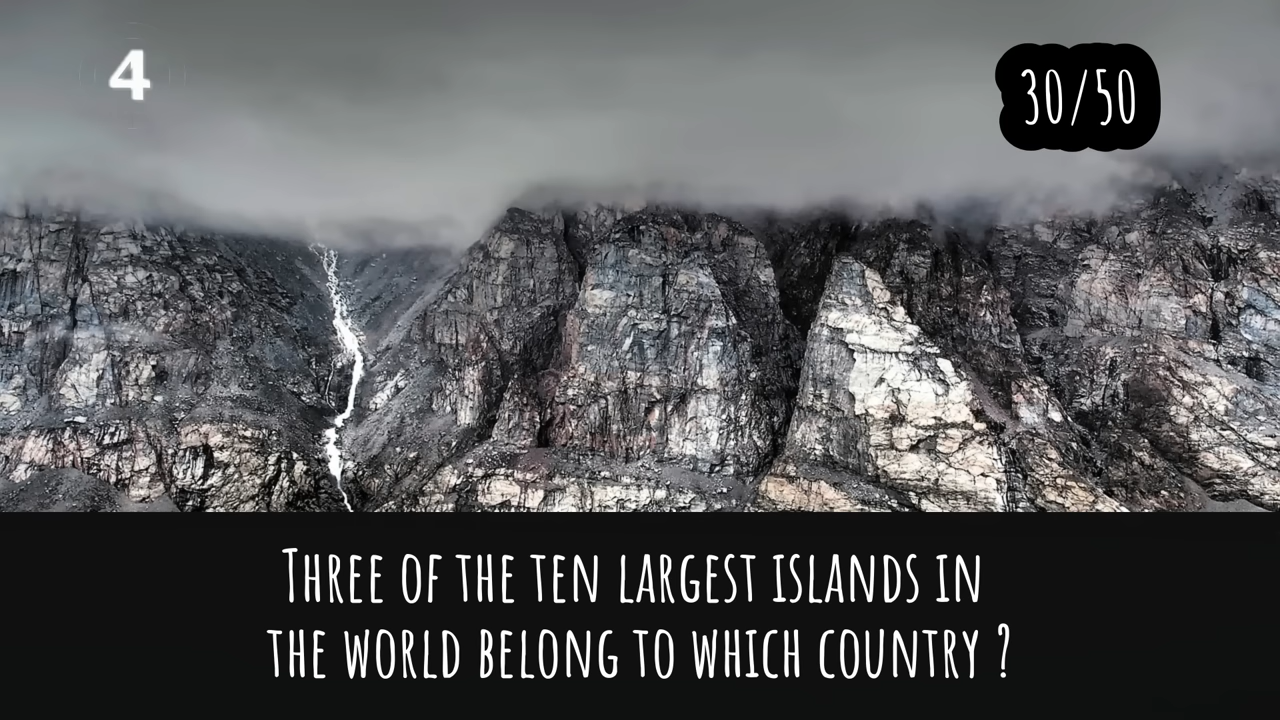 4
30/50
Three of the ten largest islands in
the world belong to which country ?